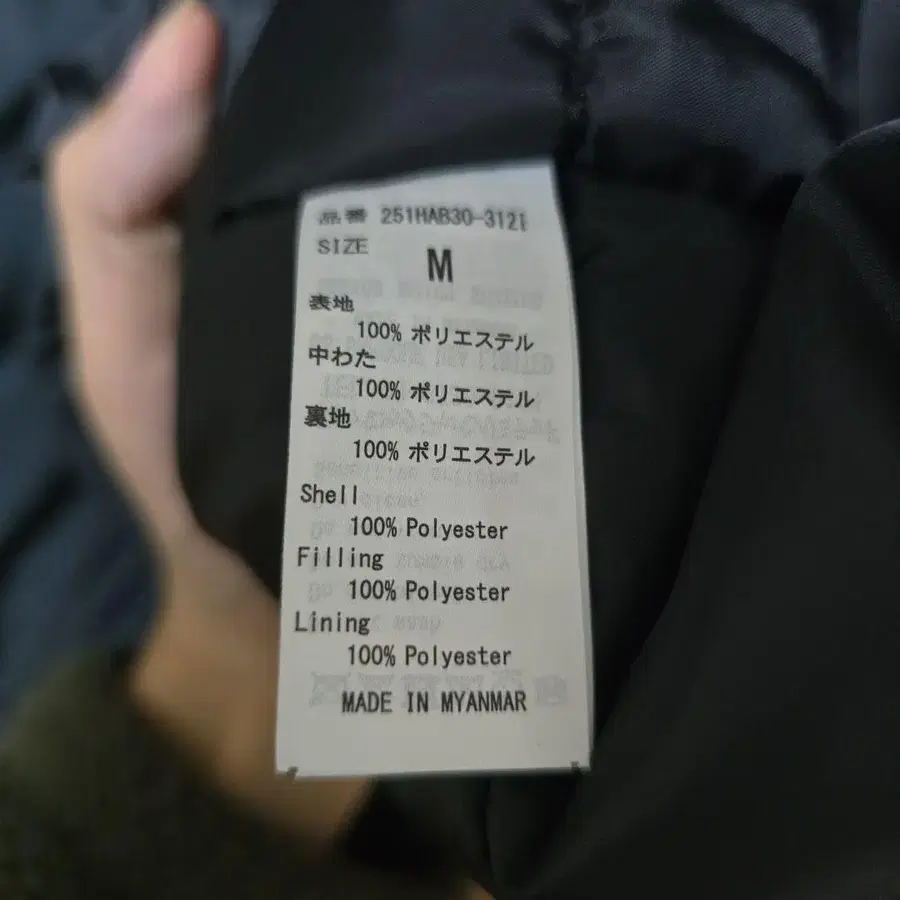 品番 251HAB30-3121
SIZE
M
表地
100% ポリエステル
中わた
100% ポリエステル
裏地
100% ポリエステル
Shell
100% Polyester
Filling
100% Polyester
Lining
100% Polyester
MADE IN MYANMAR